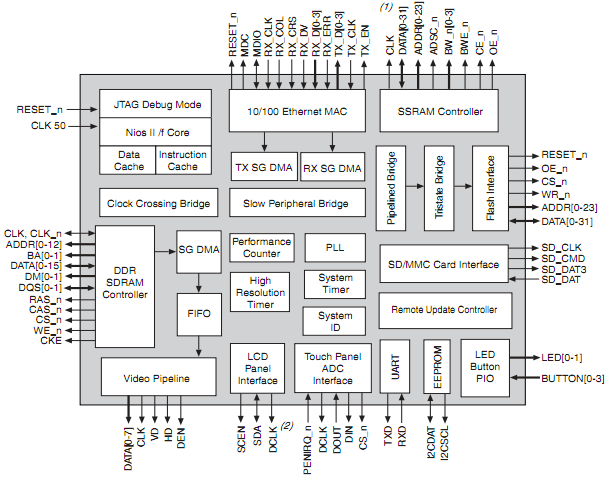 (1)
RESET_n
MDC
MDIO
RX_CLK
RX_COL
RX_CRS
RX_DV
RX_D[0-3]
RX_ERR
TX_D[0-3]
TX_CLK
TX_EN
CLK
DATA[0-31]
ADDR[0-23]
ADSC_n
BW_n[0-3]
BWE_n
CE_n
OE_n
RESET_n
CLK 50
JTAG Debug Mode
Nios II /f Core
Data
Cache
Instruction
Cache
10/100 Ethernet MAC
SSRAM Controller
TX SG DMA
RX SG DMA
Pipelined Bridge
Tristate Bridge
Flash Interface
RESET_n
OE_n
CS_n
WR_n
ADDR[0-23]
DATA[0-31]
Clock Crossing Bridge
Slow Peripheral Bridge
CLK, CLK_n
ADDR[0-12]
BA[0-1]
DATA[0-15]
DM[0-1]
DQS[0-1]
RAS_n
CAS_n
CS_n
WE_n
CKE
DDR
SDRAM
Controller
SG DMA
FIFO
Performance
Counter
PLL
High
Resolution
Timer
System
Timer
System
ID
SD/MMC Card Interface
SD_CLK
SD_CMD
SD_DAT3
SD_DAT
Remote Update Controller
Video Pipeline
LCD
Panel
Interface
Touch Panel
ADC
Interface
UART
EEPROM
LED
Button
PIO
LED[0-1]
BUTTON[0-3]
DATA[0-7]
CLK
VD
HD
DEN
SCEN
SDA
DCLK
(2)
PENIRQ_n
DCLK
DOUT
DIN
CS_n
TXD
RXD
I2CDAT
I2CSCL